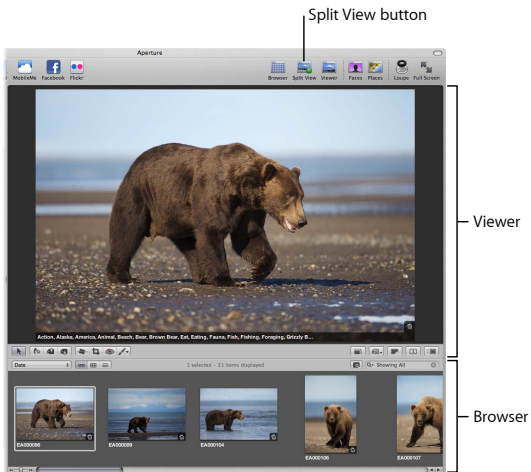 Split View button
Aperture
MobileMe Facebook Flickr Browser Split View Viewer Faces Places Loupe Full Screen
Viewer
Action, Alaska, America, Animal, Beach, Bear, Brown Bear, Eat, Eating, Fauna, Fish, Fishing, Foraging, Grizzly B...
Date 1 selected - 21 items displayed Showing All
Browser
EA000096 EA000099 EA000104 EA000106 EA000107